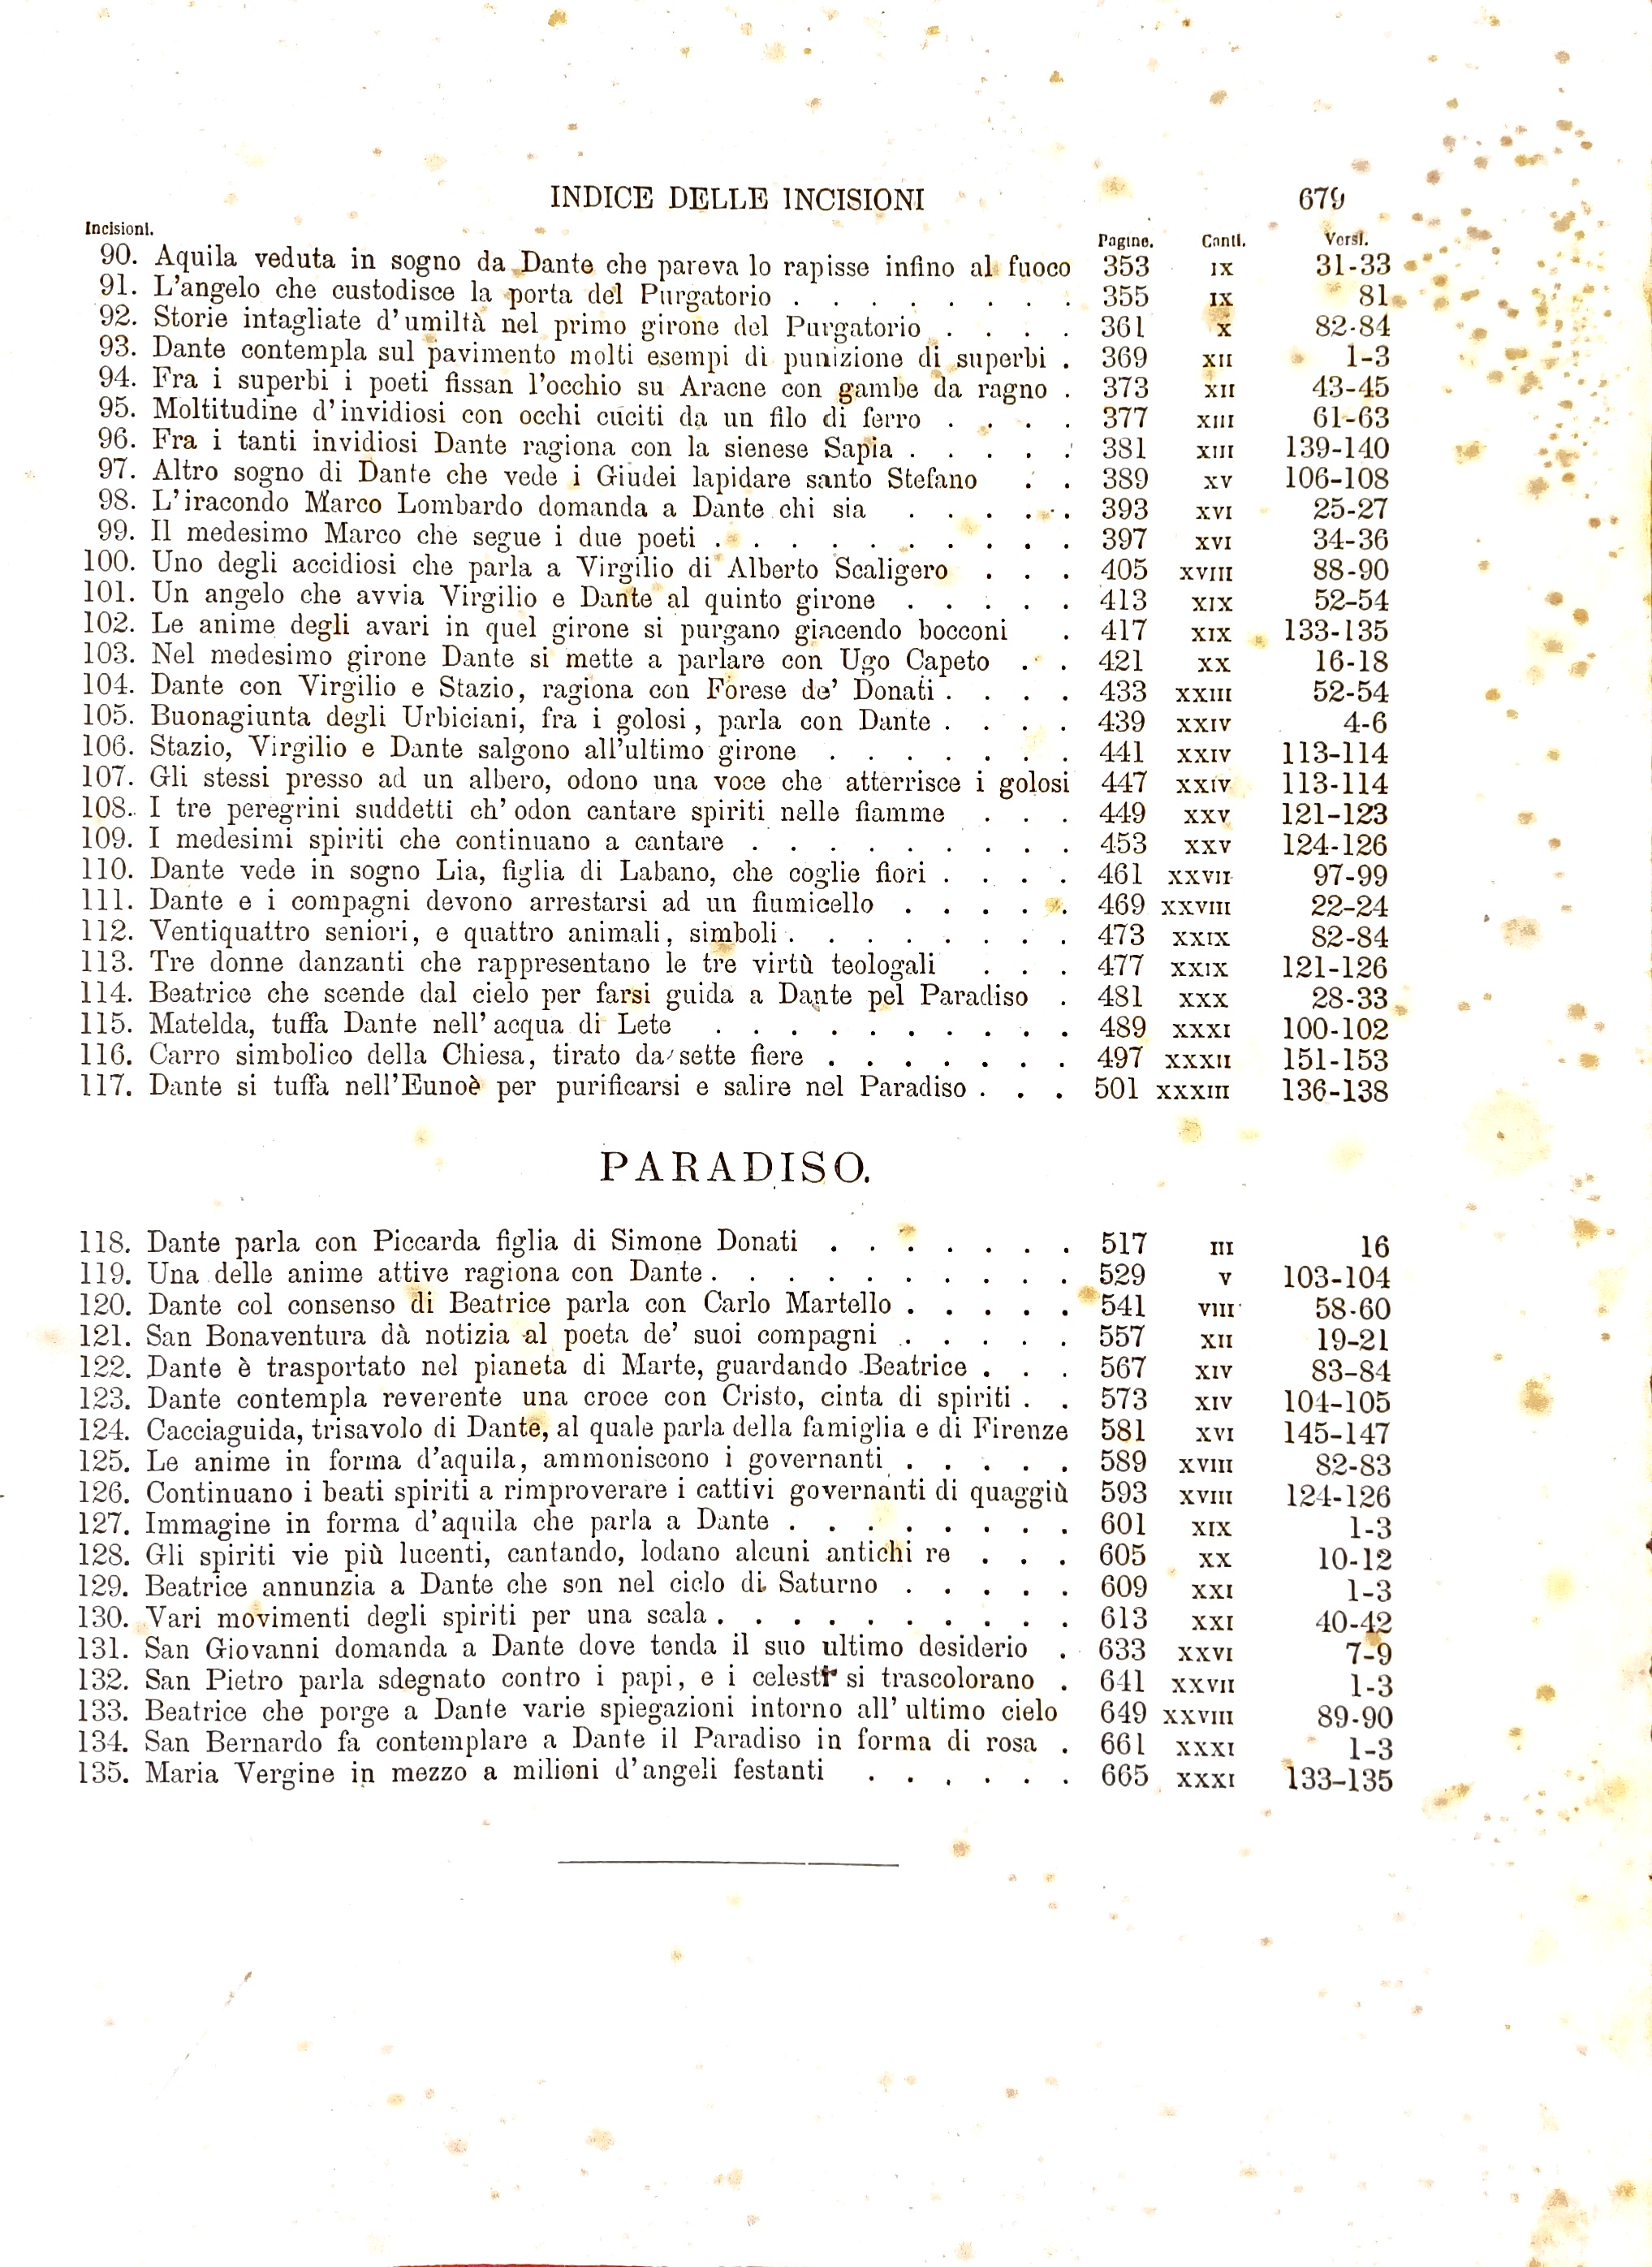 INDICE DELLE INCISIONI 679
Incisioni. Pagine. Canti. Versi.
90. Aquila veduta in sogno da Dante che pareva lo rapisse infino al fuoco 353 IX 31-33
91. L'angelo che custodisce la porta del Purgatorio . . . . . . . . 355 IX 81
92. Storie intagliate d'umiltà nel primo girone del Purgatorio . . . . 361 X 82-84
93. Dante contempla sul pavimento molti esempi di punizione di superbi . 369 XII 1-3
94. Fra i superbi i poeti fissan l'occhio su Aracne con gambe da ragno . 373 XII 43-45
95. Moltitudine d'invidiosi con occhi cuciti da un filo di ferro . . . . 377 XIII 61-63
96. Fra i tanti invidiosi Dante ragiona con la sienese Sapia . . . . . 381 XIII 139-140
97. Altro sogno di Dante che vede i Giudei lapidare santo Stefano . . 389 XV 106-108
98. L'iracondo Marco Lombardo domanda a Dante chi sia . . . . . 393 XVI 25-27
99. Il medesimo Marco che segue i due poeti . . . . . . . . . . 397 XVI 34-36
100. Uno degli accidiosi che parla a Virgilio di Alberto Scaligero . . . 405 XVIII 88-90
101. Un angelo che avvia Virgilio e Dante al quinto girone . . . . . 413 XIX 52-54
102. Le anime degli avari in quel girone si purgano giacendo bocconi . 417 XIX 133-135
103. Nel medesimo girone Dante si mette a parlare con Ugo Capeto . . 421 XX 16-18
104. Dante con Virgilio e Stazio, ragiona con Forese de' Donati . . . . 433 XXIII 52-54
105. Buonagiunta degli Urbiciani, fra i golosi, parla con Dante . . . . 439 XXIV 4-6
106. Stazio, Virgilio e Dante salgono all'ultimo girone . . . . . . . 441 XXIV 113-114
107. Gli stessi presso ad un albero, odono una voce che atterrisce i golosi 447 XXIV 113-114
108. I tre peregrini suddetti ch'odon cantare spiriti nelle fiamme . . . 449 XXV 121-123
109. I medesimi spiriti che continuano a cantare . . . . . . . . . 453 XXV 124-126
110. Dante vede in sogno Lia, figlia di Labano, che coglie fiori . . . . 461 XXVII 97-99
111. Dante e i compagni devono arrestarsi ad un fiumicello . . . . . 469 XXVIII 22-24
112. Ventiquattro seniori, e quattro animali, simboli . . . . . . . . 473 XXIX 82-84
113. Tre donne danzanti che rappresentano le tre virtù teologali . . . 477 XXIX 121-126
114. Beatrice che scende dal cielo per farsi guida a Dante pel Paradiso . 481 XXX 28-33
115. Matelda, tuffa Dante nell'acqua di Lete . . . . . . . . . . 489 XXXI 100-102
116. Carro simbolico della Chiesa, tirato da sette fiere . . . . . . . 497 XXXII 151-153
117. Dante si tuffa nell'Eunoè per purificarsi e salire nel Paradiso . . . 501 XXXIII 136-138
PARADISO.
118. Dante parla con Piccarda figlia di Simone Donati . . . . . . . 517 III 16
119. Una delle anime attive ragiona con Dante . . . . . . . . . . 529 V 103-104
120. Dante col consenso di Beatrice parla con Carlo Martello . . . . . 541 VIII 58-60
121. San Bonaventura dà notizia al poeta de' suoi compagni . . . . . 557 XII 19-21
122. Dante è trasportato nel pianeta di Marte, guardando Beatrice . . . 567 XIV 83-84
123. Dante contempla reverente una croce con Cristo, cinta di spiriti . . 573 XIV 104-105
124. Cacciaguida, trisavolo di Dante, al quale parla della famiglia e di Firenze 581 XVI 145-147
125. Le anime in forma d'aquila, ammoniscono i governanti . . . . . 589 XVIII 82-83
126. Continuano i beati spiriti a rimproverare i cattivi governanti di quaggiù 593 XVIII 124-126
127. Immagine in forma d'aquila che parla a Dante . . . . . . . . 601 XIX 1-3
128. Gli spiriti vie più lucenti, cantando, lodano alcuni antichi re . . . 605 XX 10-12
129. Beatrice annunzia a Dante che son nel cielo di Saturno . . . . . 609 XXI 1-3
130. Vari movimenti degli spiriti per una scala . . . . . . . . . . 613 XXI 40-42
131. San Giovanni domanda a Dante dove tenda il suo ultimo desiderio . 633 XXVI 7-9
132. San Pietro parla sdegnato contro i papi, e i celesti si trascolorano . 641 XXVII 1-3
133. Beatrice che porge a Dante varie spiegazioni intorno all'ultimo cielo 649 XXVIII 89-90
134. San Bernardo fa contemplare a Dante il Paradiso in forma di rosa . 661 XXXI 1-3
135. Maria Vergine in mezzo a milioni d'angeli festanti . . . . . . 665 XXXI 133-135